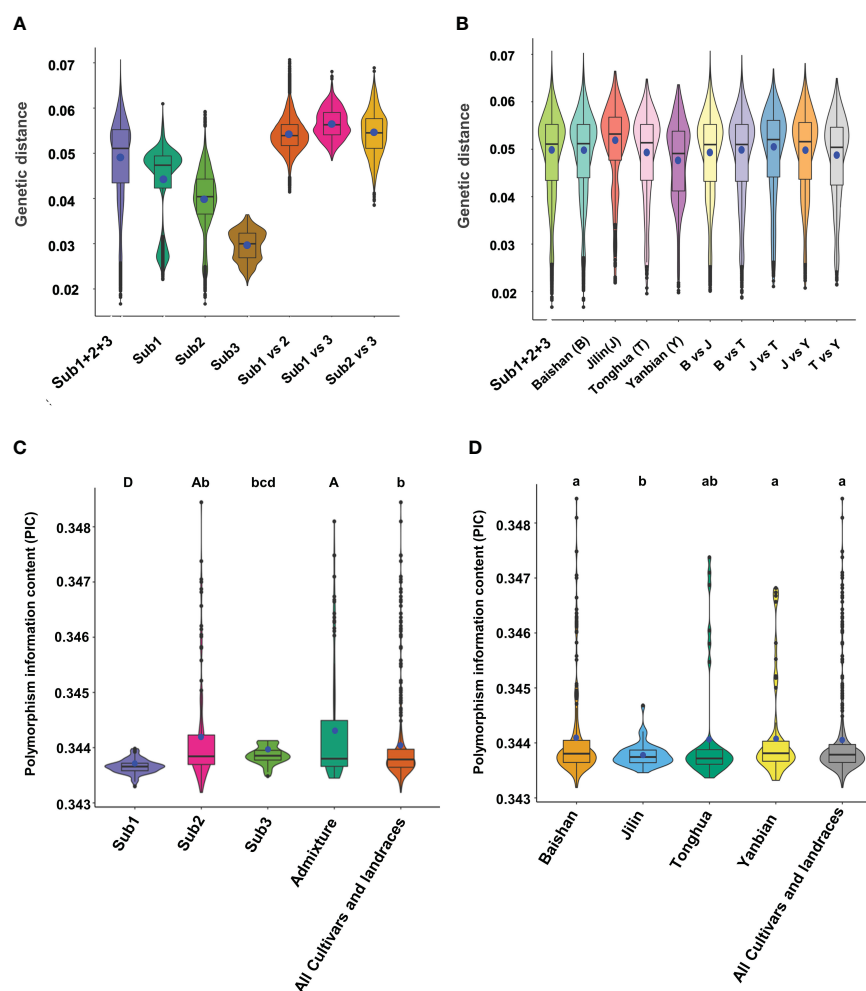 A
Genetic distance
0.07
0.06
0.05
0.04
0.03
0.02
Sub1+2+3
Sub1
Sub2
Sub3
Sub1 vs 2
Sub1 vs 3
Sub2 vs 3
B
Genetic distance
0.07
0.06
0.05
0.04
0.03
0.02
Sub1+2+3
Baishan (B)
Jilin(J)
Tonghua (T)
Yanbian (Y)
B vs J
B vs T
J vs T
J vs Y
T vs Y
C
Polymorphism information content (PIC)
D Ab bcd A b
0.348
0.347
0.346
0.345
0.344
0.343
Sub1
Sub2
Sub3
Admixture
All Cultivars and landraces
D
Polymorphism information content (PIC)
a b ab a a
0.348
0.347
0.346
0.345
0.344
0.343
Baishan
Jilin
Tonghua
Yanbian
All Cultivars and landraces